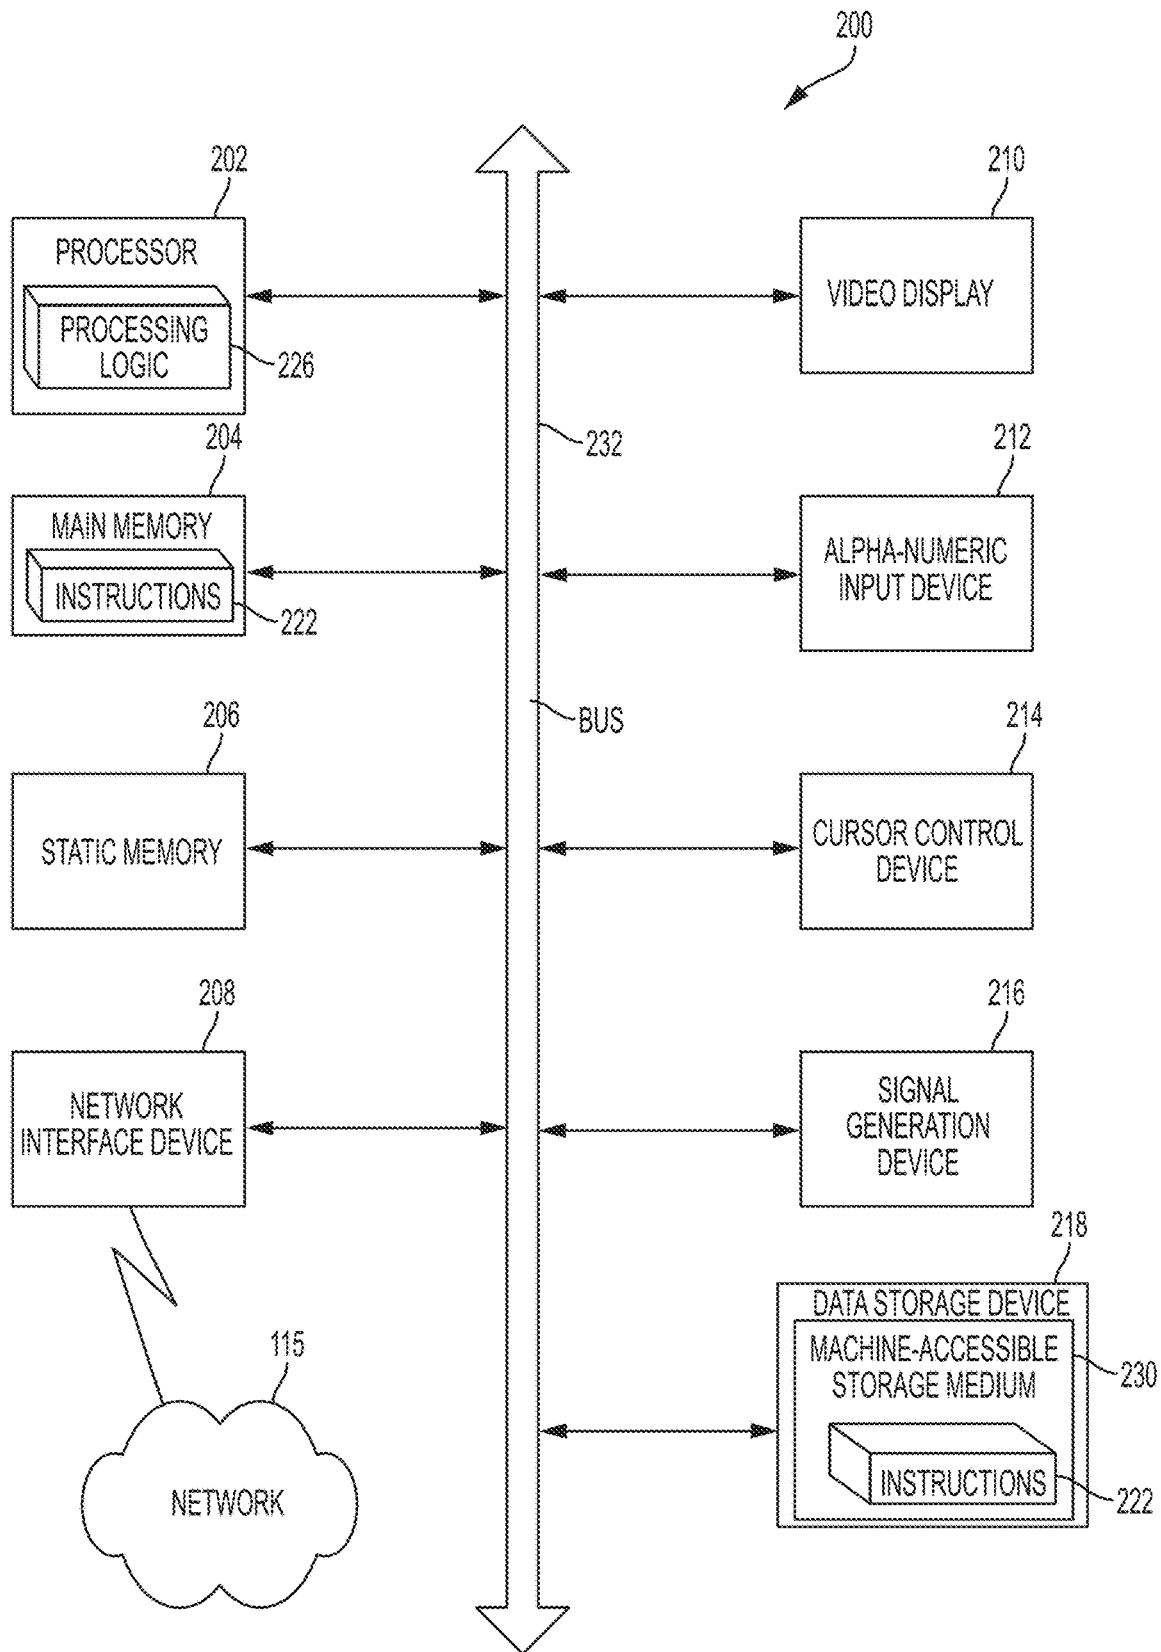 200
202
PROCESSOR
PROCESSING
LOGIC
226
204
MAIN MEMORY
INSTRUCTIONS
222
206
STATIC MEMORY
208
NETWORK
INTERFACE DEVICE
115
NETWORK
232
BUS
210
VIDEO DISPLAY
212
ALPHA-NUMERIC
INPUT DEVICE
214
CURSOR CONTROL
DEVICE
216
SIGNAL
GENERATION
DEVICE
218
DATA STORAGE DEVICE
MACHINE-ACCESSIBLE
STORAGE MEDIUM
230
INSTRUCTIONS
222